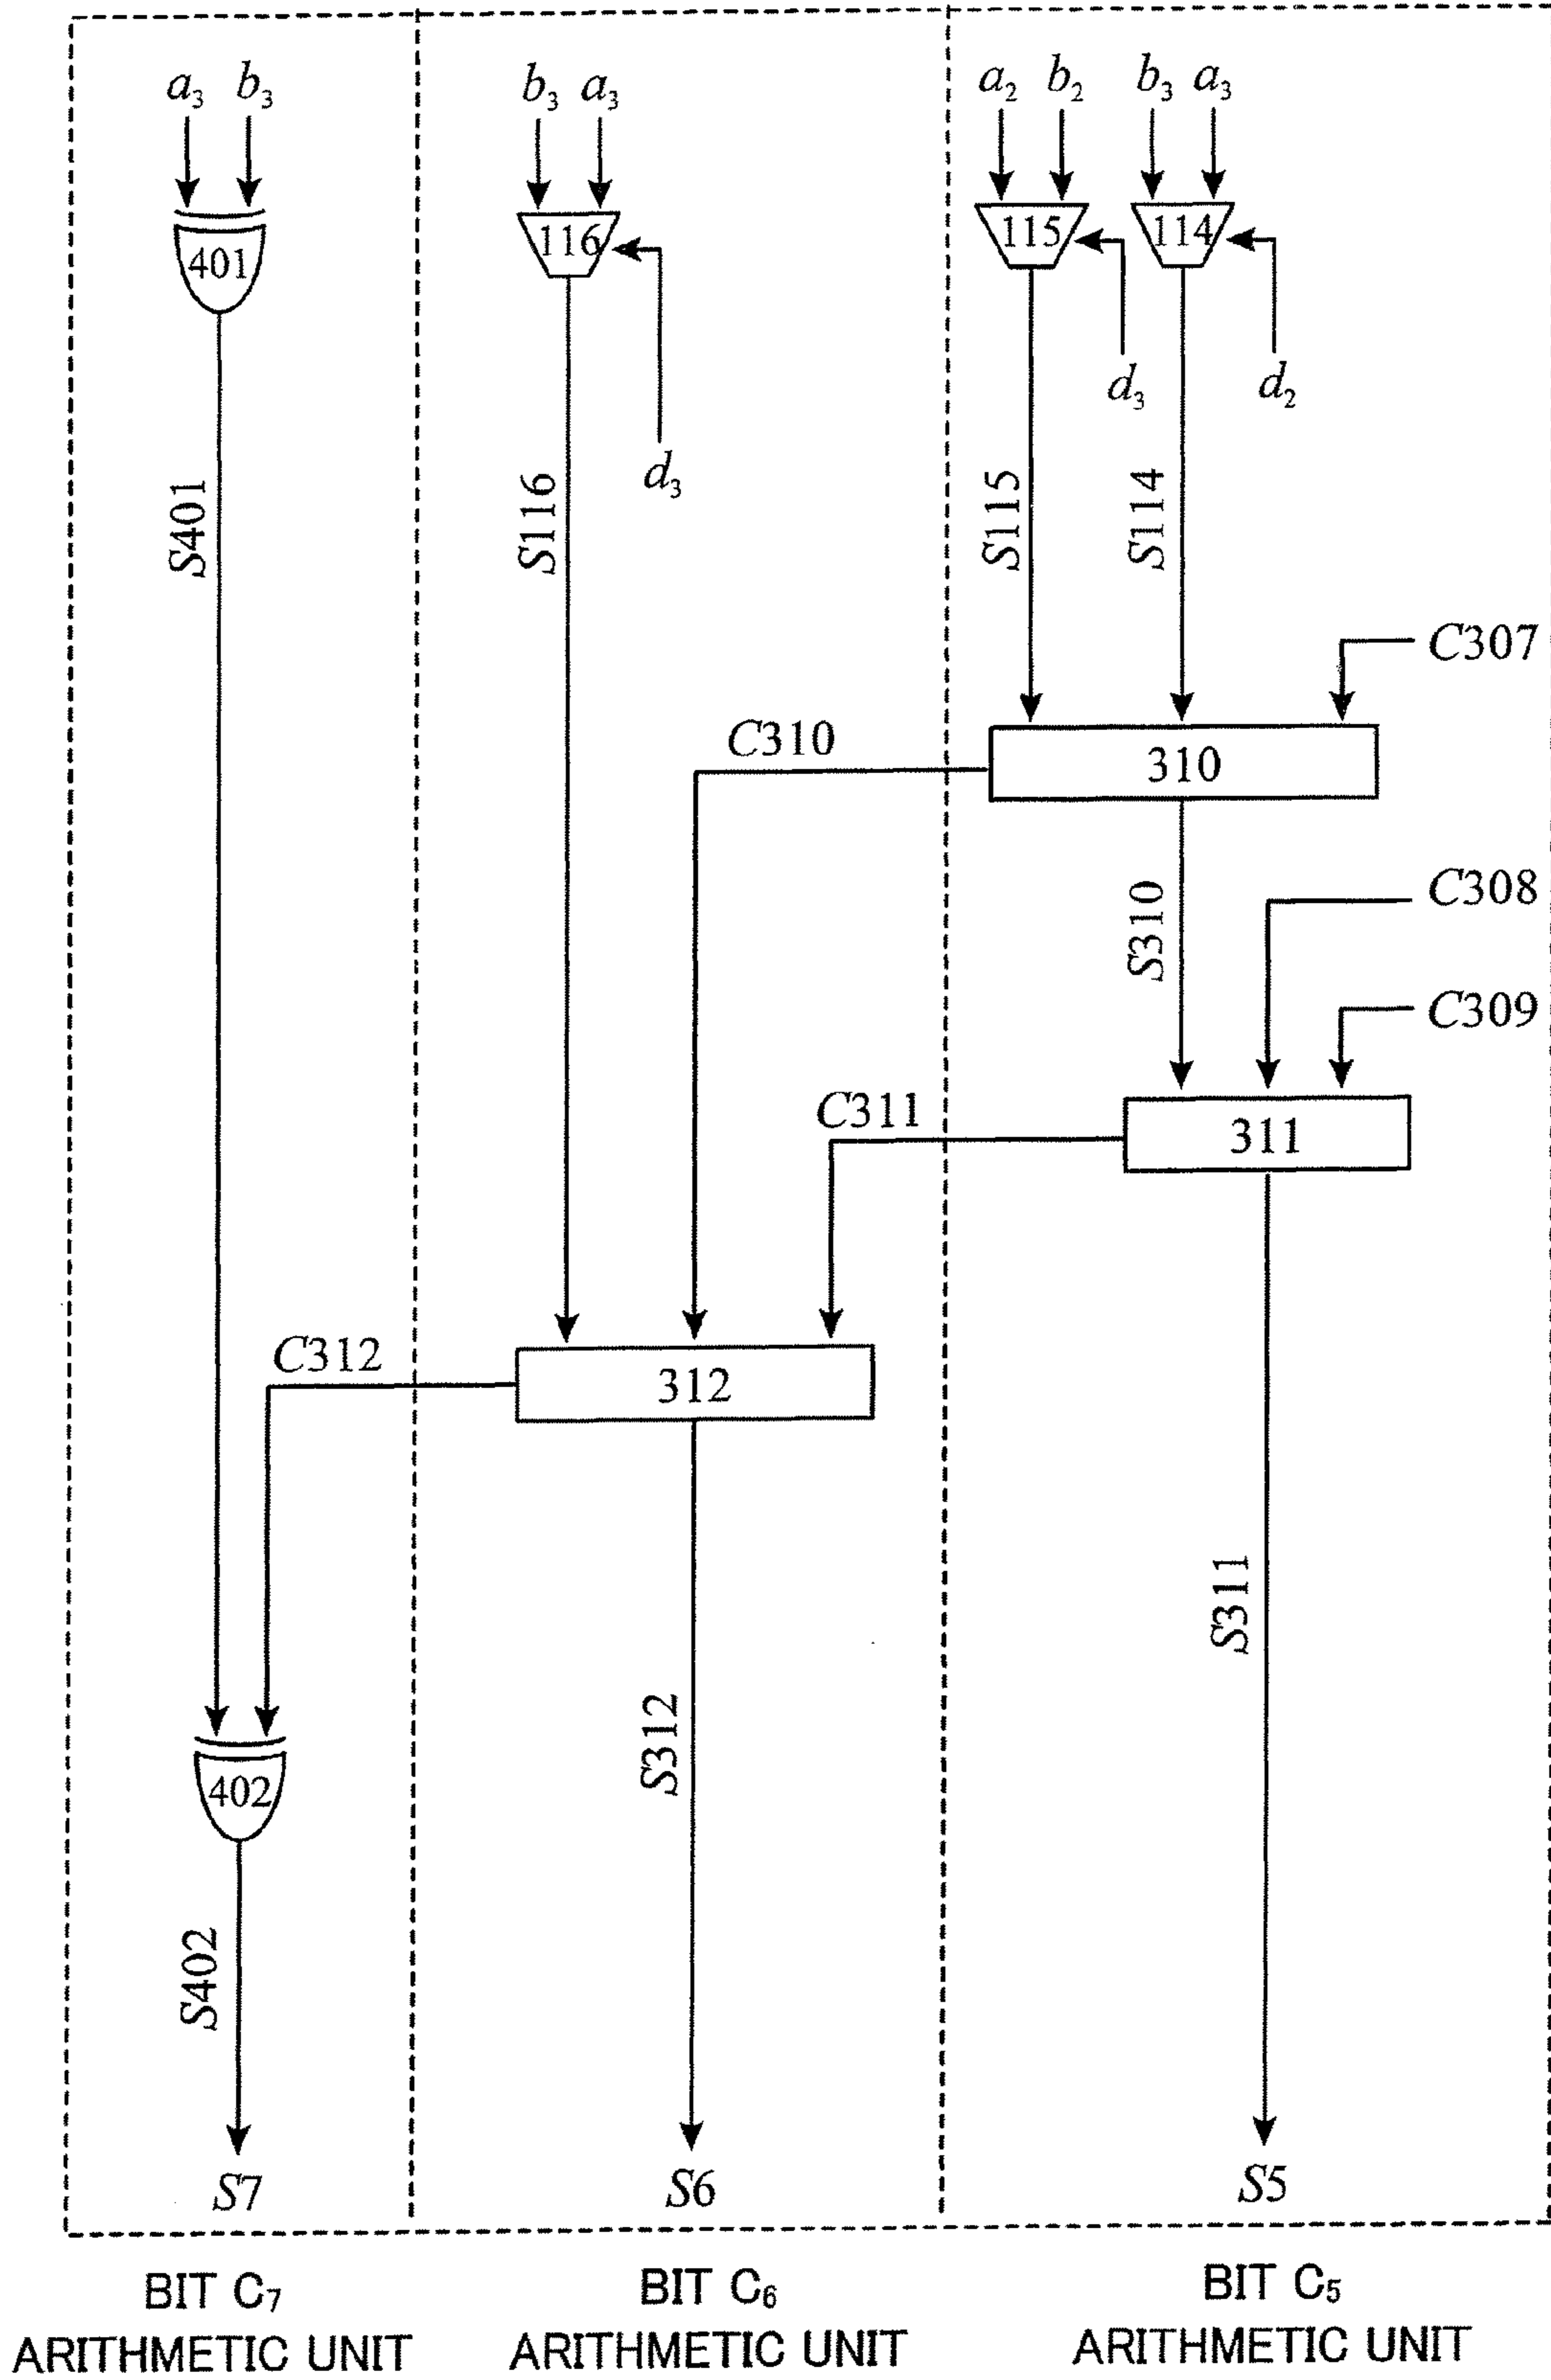 a₃ b₃
b₃ a₃
a₂ b₂ b₃ a₃
401
116
115
114
d₃
d₂
d₃
S401
S116
S115
S114
C307
C310
310
S310
C308
C309
C311
311
C312
312
S311
S312
402
S402
S7
S6
S5
BIT C₇
ARITHMETIC UNIT
BIT C₆
ARITHMETIC UNIT
BIT C₅
ARITHMETIC UNIT